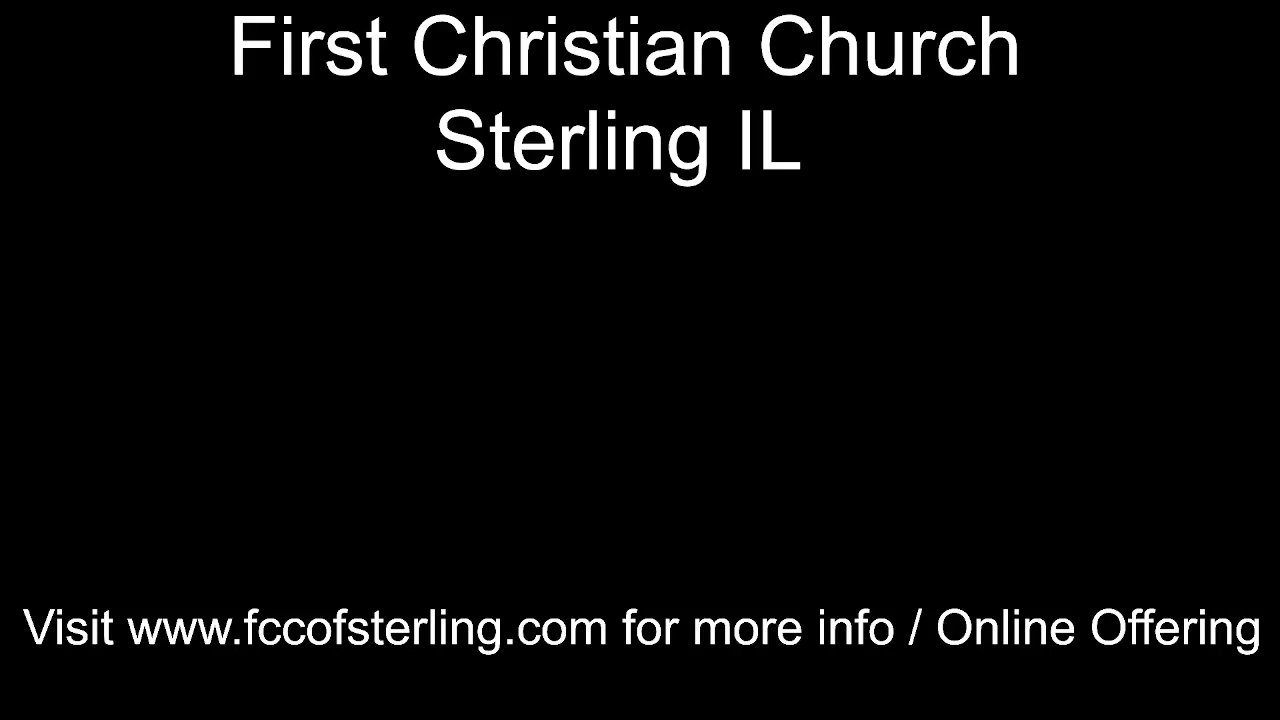 First Christian Church
Sterling IL
Visit www.fccofsterling.com for more info / Online Offering